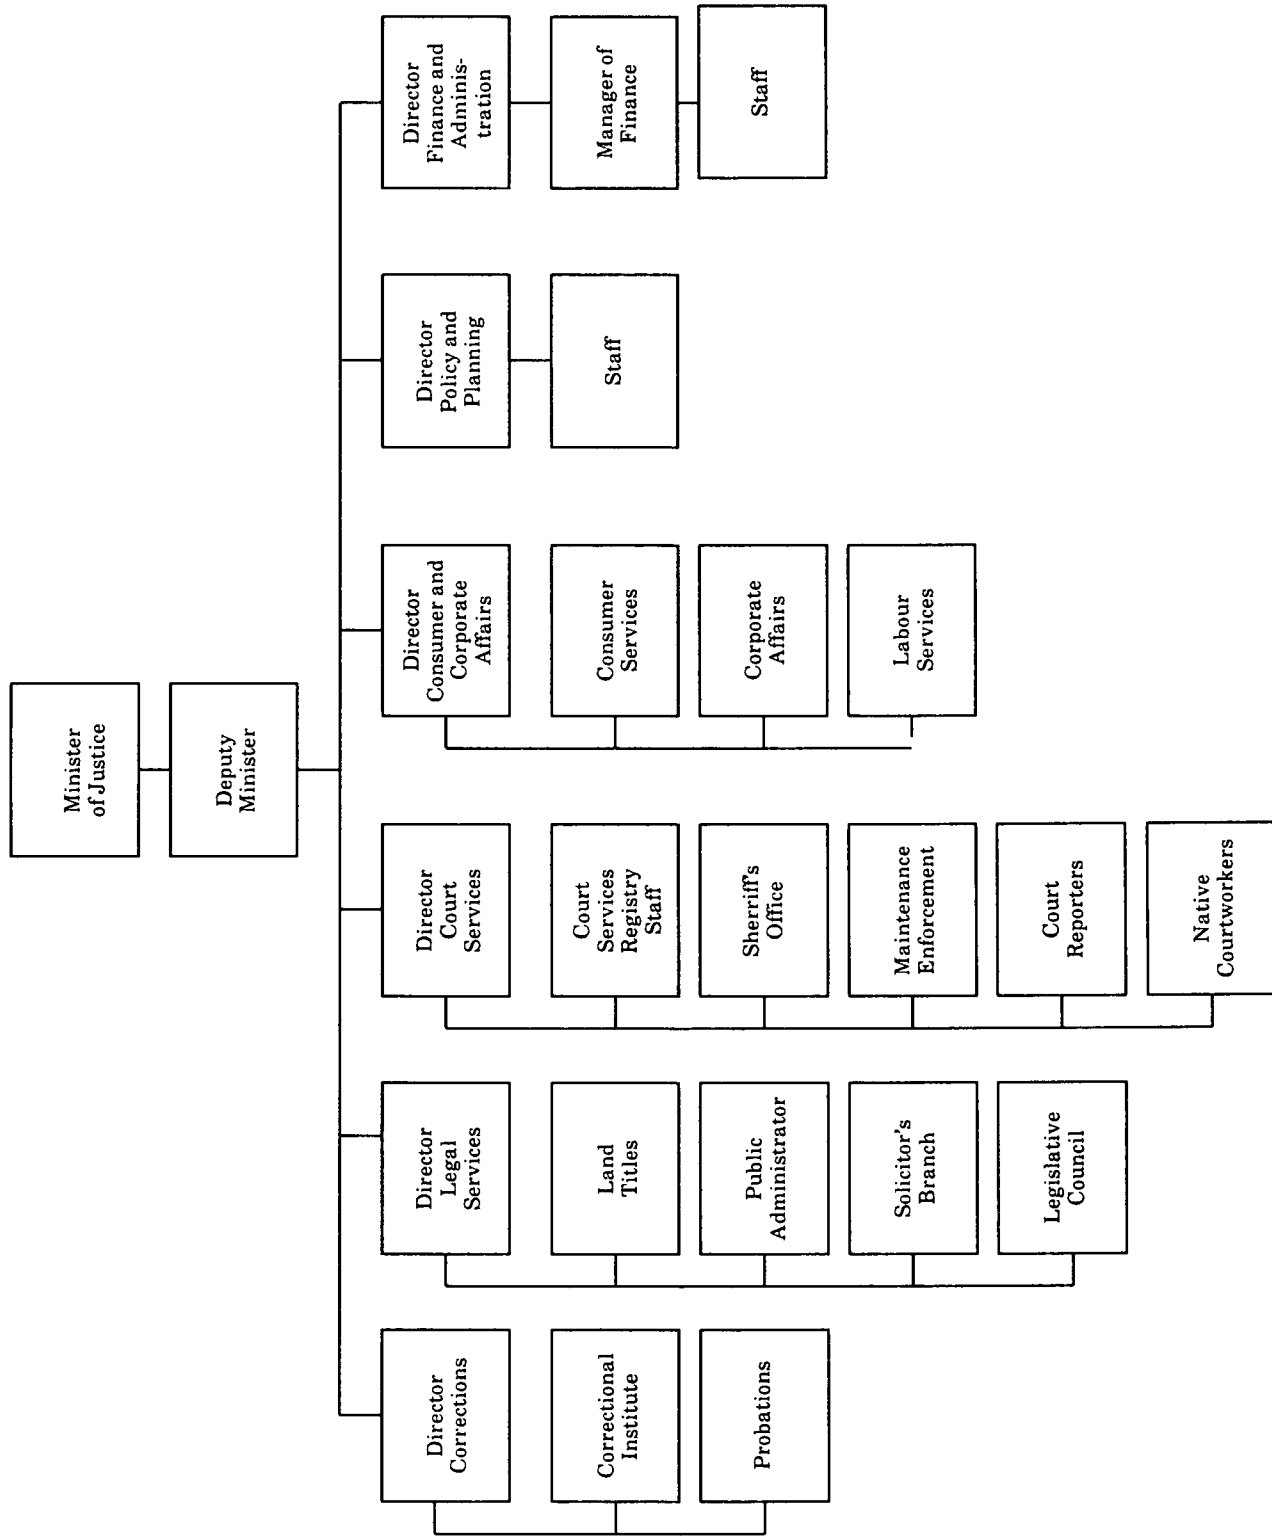 Minister
of Justice
Deputy
Minister
Director
Corrections
Correctional
Institute
Probations
Director
Legal
Services
Land
Titles
Public
Administrator
Solicitor's
Branch
Legislative
Council
Director
Court
Services
Court
Services
Registry
Staff
Sherriff's
Office
Maintenance
Enforcement
Court
Reporters
Native
Courtworkers
Director
Consumer and
Corporate
Affairs
Consumer
Services
Corporate
Affairs
Labour
Services
Director
Policy and
Planning
Staff
Director
Finance and
Adminis-
tration
Manager of
Finance
Staff